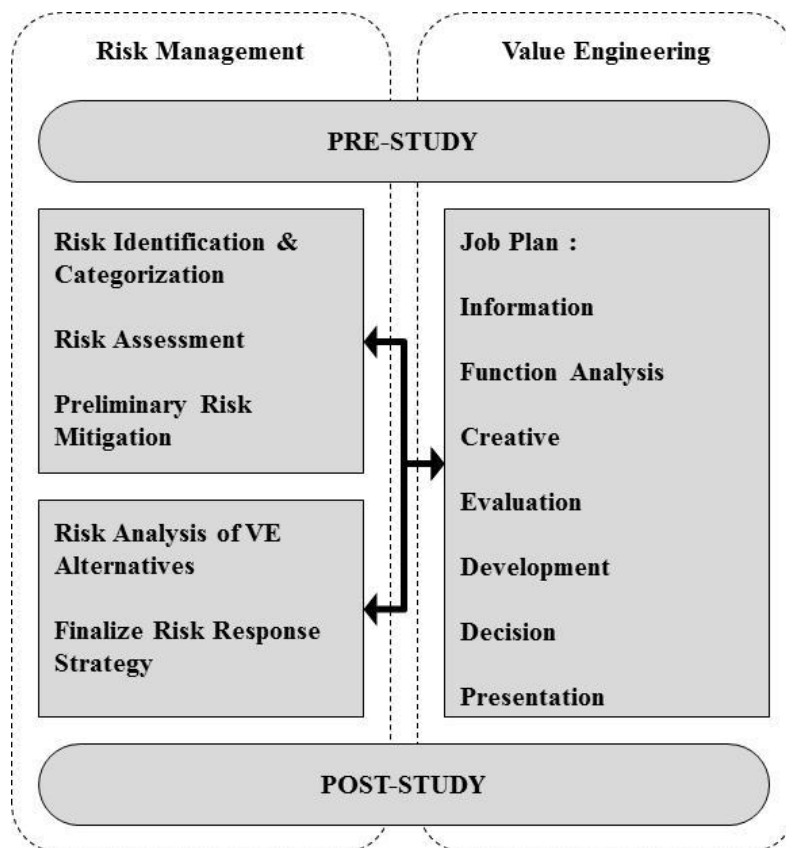 Risk Management
Value Engineering
PRE-STUDY
Risk Identification &
Categorization
Risk Assessment
Preliminary Risk
Mitigation
Risk Analysis of VE
Alternatives
Finalize Risk Response
Strategy
Job Plan :
Information
Function Analysis
Creative
Evaluation
Development
Decision
Presentation
POST-STUDY